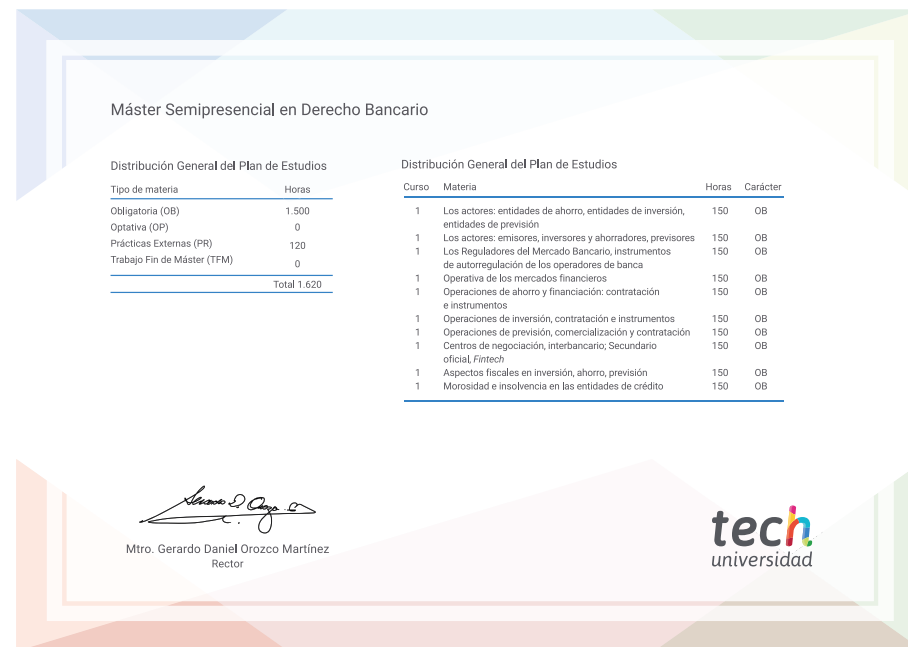 Máster Semipresencial en Derecho Bancario
Distribución General del Plan de Estudios
Tipo de materia Horas
Obligatoria (OB) 1.500
Optativa (OP) 0
Prácticas Externas (PR) 120
Trabajo Fin de Máster (TFM) 0
Total 1.620
Distribución General del Plan de Estudios
Curso Materia Horas Carácter
1 Los actores: entidades de ahorro, entidades de inversión, 150 OB
entidades de previsión
1 Los actores: emisores, inversores y ahorradores, previsores 150 OB
1 Los Reguladores del Mercado Bancario, instrumentos 150 OB
de autorregulación de los operadores de banca
1 Operativa de los mercados financieros 150 OB
1 Operaciones de ahorro y financiación: contratación 150 OB
e instrumentos
1 Operaciones de inversión, contratación e instrumentos 150 OB
1 Operaciones de previsión, comercialización y contratación 150 OB
1 Centros de negociación, interbancario; Secundario 150 OB
oficial, Fintech
1 Aspectos fiscales en inversión, ahorro, previsión 150 OB
1 Morosidad e insolvencia en las entidades de crédito 150 OB
Mtro. Gerardo Daniel Orozco Martínez
Rector
tech
universidad